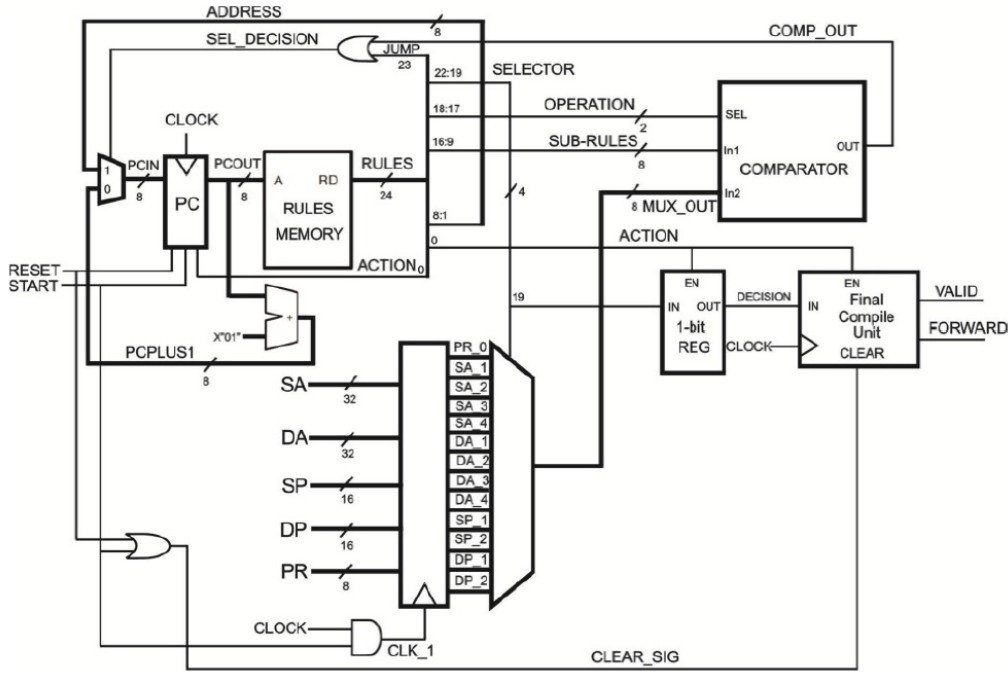 ADDRESS
8
SEL_DECISION
JUMP
23
COMP_OUT
22:19
SELECTOR
18:17
OPERATION
2
SEL
16:9
SUB-RULES
8
In1
OUT
COMPARATOR
In2
8 MUX_OUT
CLOCK
1
0
PCIN
8
PC
PCOUT
8
A RD
RULES
MEMORY
RULES
24
4
8:1
0
ACTION
ACTION 0
RESET
START
X"01"
+
PCPLUS1
8
19
EN
IN OUT
1-bit
REG
DECISION
CLOCK
EN
IN
Final
Compile
Unit
CLEAR
VALID
FORWARD
SA
32
DA
32
SP
16
DP
16
PR
8
PR_0
SA_1
SA_2
SA_3
SA_4
DA_1
DA_2
DA_3
DA_4
SP_1
SP_2
DP_1
DP_2
CLOCK
CLK_1
CLEAR_SIG